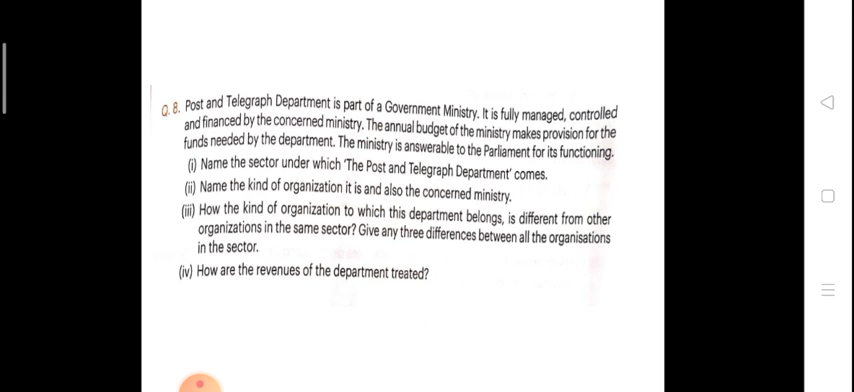 Q. 8. Post and Telegraph Department is part of a Government Ministry. It is fully managed, controlled
and financed by the concerned ministry. The annual budget of the ministry makes provision for the
funds needed by the department. The ministry is answerable to the Parliament for its functioning.
(i) Name the sector under which 'The Post and Telegraph Department' comes.
(ii) Name the kind of organization it is and also the concerned ministry.
(iii) How the kind of organization to which this department belongs, is different from other
organizations in the same sector? Give any three differences between all the organisations
in the sector.
(iv) How are the revenues of the department treated?